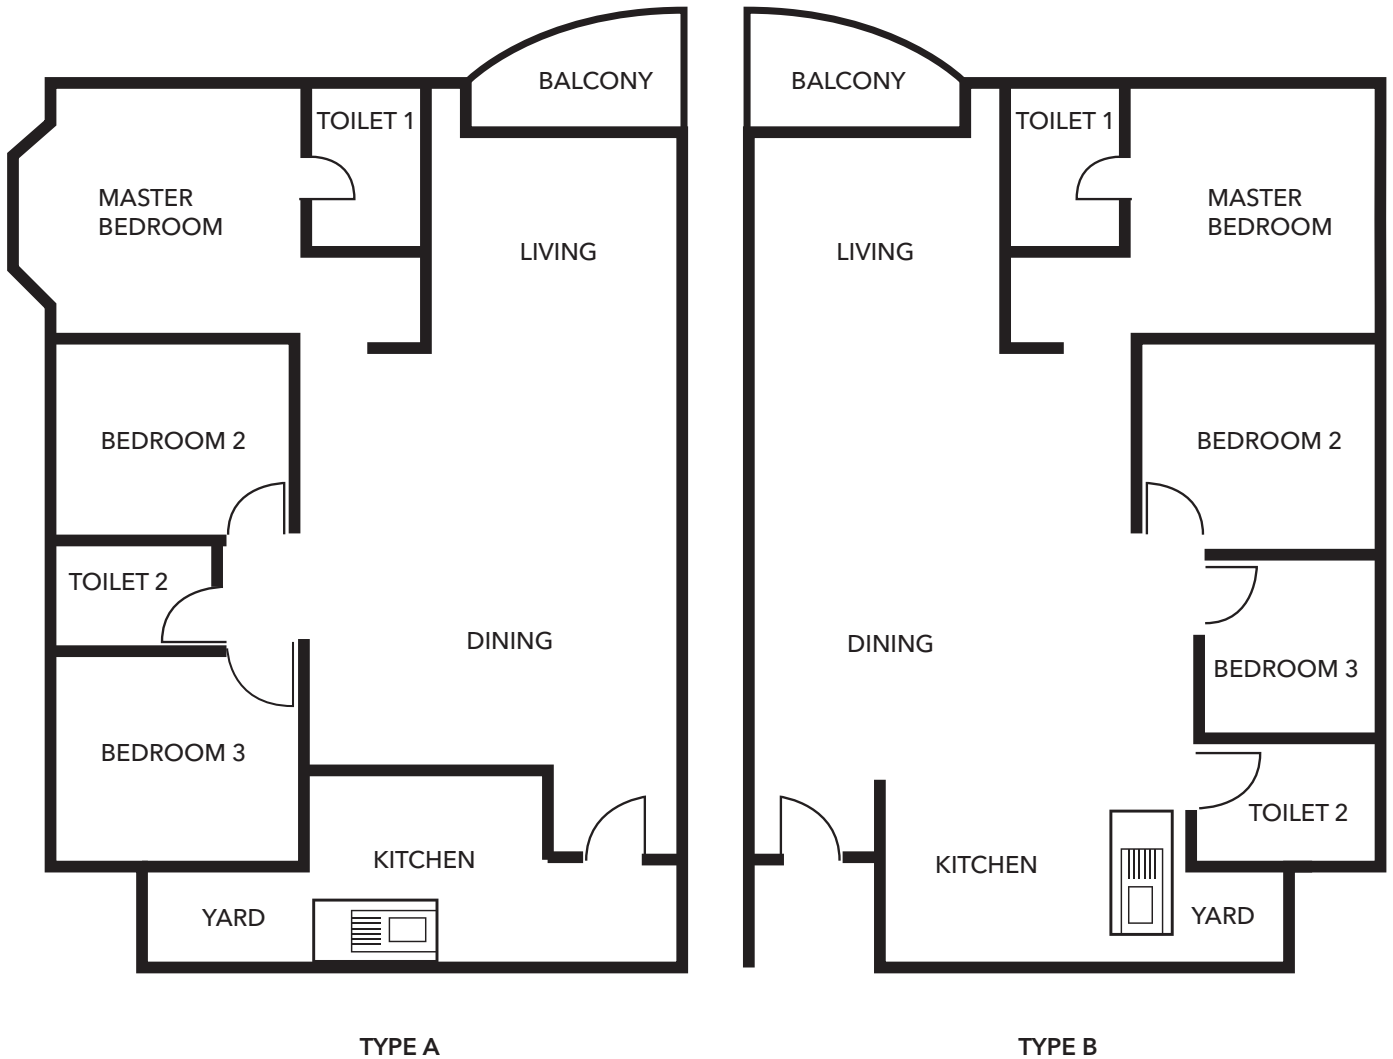 BALCONY
TOILET 1
MASTER
BEDROOM
LIVING
BEDROOM 2
TOILET 2
DINING
BEDROOM 3
KITCHEN
YARD
TYPE A
BALCONY
TOILET 1
MASTER
BEDROOM
LIVING
BEDROOM 2
DINING
BEDROOM 3
TOILET 2
KITCHEN
YARD
TYPE B